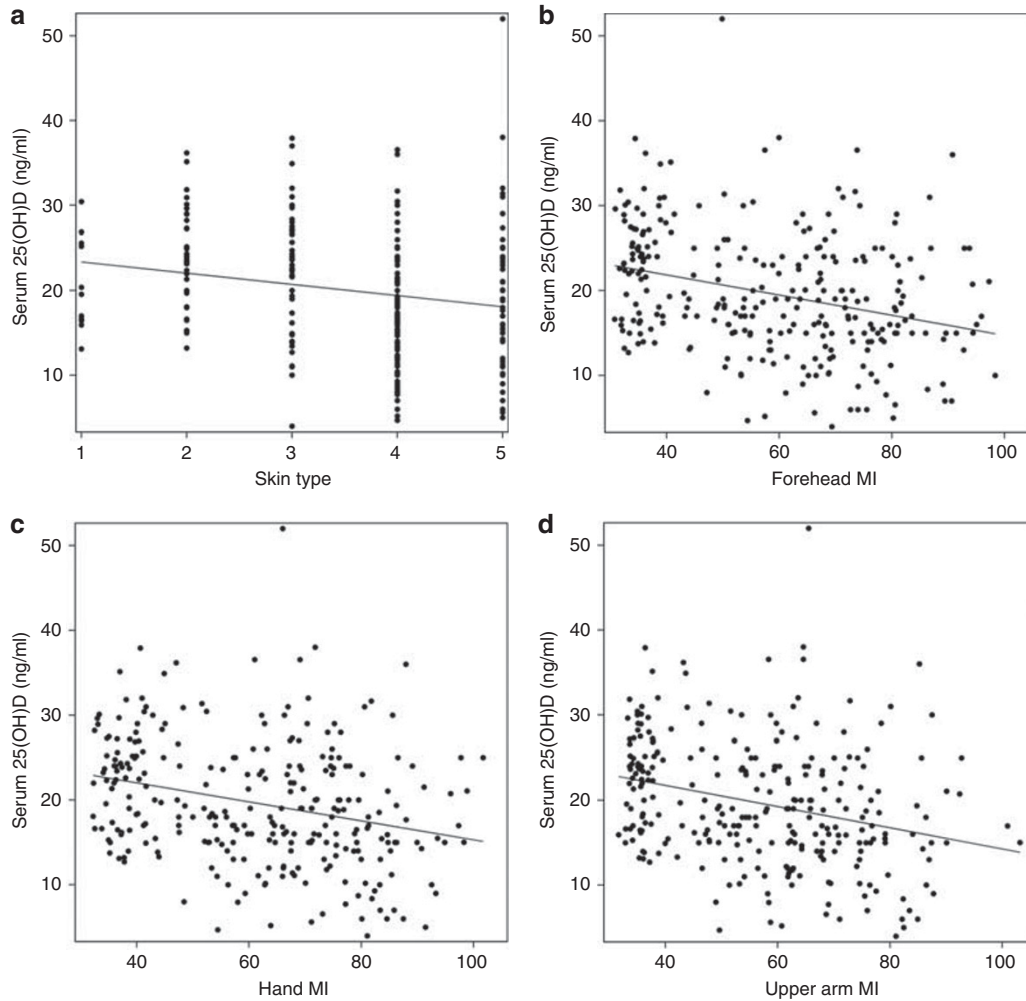 a
50
40
30
20
10
Serum 25(OH)D (ng/ml)
1 2 3 4 5
Skin type
b
50
40
30
20
10
Serum 25(OH)D (ng/ml)
40 60 80 100
Forehead MI
c
50
40
30
20
10
Serum 25(OH)D (ng/ml)
40 60 80 100
Hand MI
d
50
40
30
20
10
Serum 25(OH)D (ng/ml)
40 60 80 100
Upper arm MI